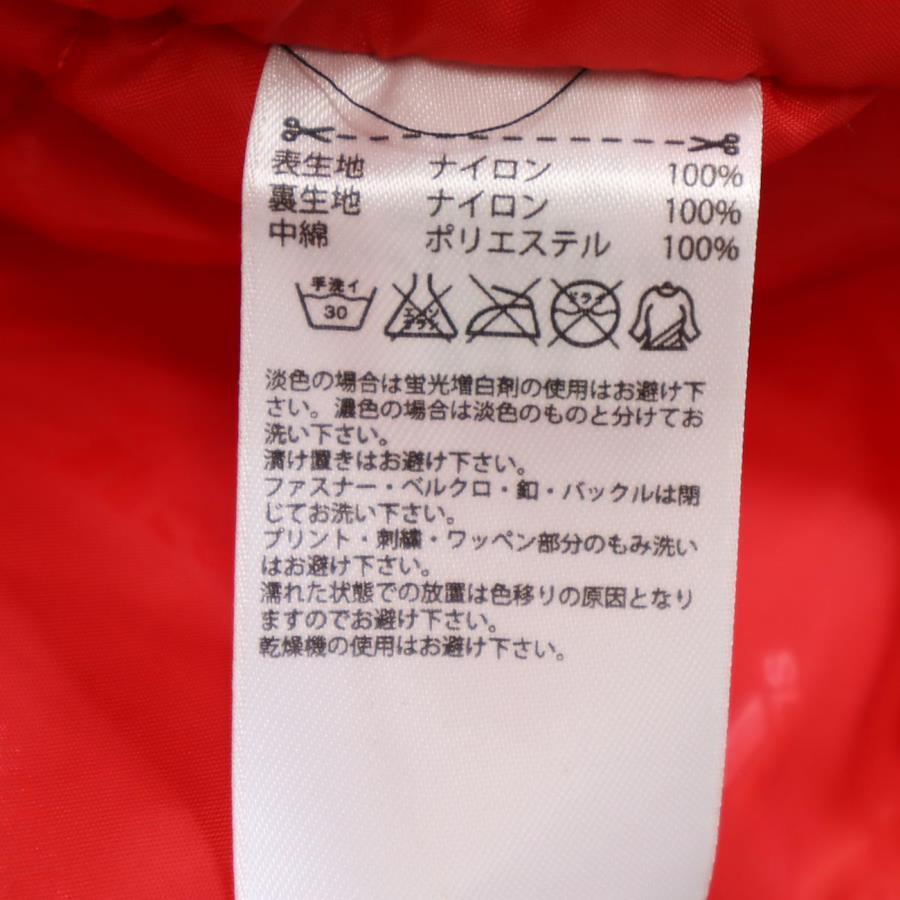 表生地 ナイロン 100%
裏生地 ナイロン 100%
中綿 ポリエステル 100%
手洗イ 30 エンソ サラシ ドライ
淡色の場合は蛍光増白剤の使用はお避け下
さい。濃色の場合は淡色のものと分けてお
洗い下さい。
漬け置きはお避け下さい。
ファスナー・ベルクロ・釦・バックルは閉
じてお洗い下さい。
プリント・刺繍・ワッペン部分のもみ洗い
はお避け下さい。
濡れた状態での放置は色移りの原因となり
ますのでお避け下さい。
乾燥機の使用はお避け下さい。